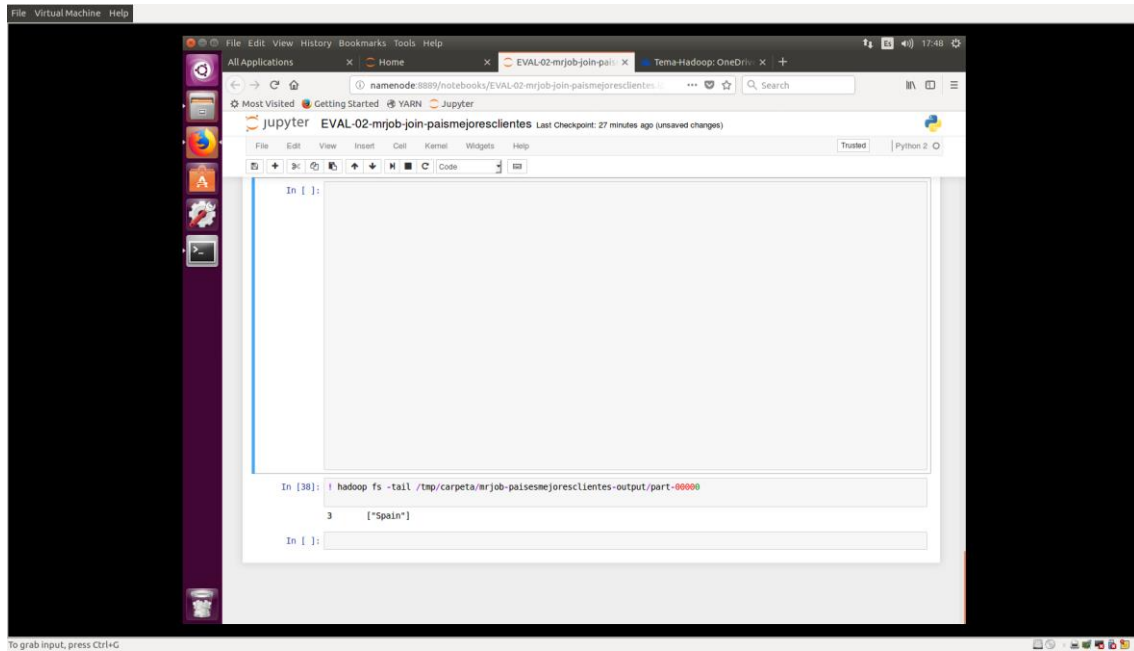 File Virtual Machine Help
File Edit View History Bookmarks Tools Help
Es 17:48
All Applications
Home
EVAL-02-mrjob-join-pais
Tema-Hadoop: OneDriv
namenode:8889/notebooks/EVAL-02-mrjob-join-paismejoresclientes
Search
Most Visited Getting Started YARN Jupyter
jupyter EVAL-02-mrjob-join-paismejoresclientes Last Checkpoint: 27 minutes ago (unsaved changes)
File Edit View Insert Cell Kernel Widgets Help Trusted Python 2
Code
In [ ]:
In [38]: ! hadoop fs -tail /tmp/carpeta/mrjob-paisesmejoresclientes-output/part-00000
3 ["Spain"]
In [ ]:
To grab input, press Ctrl+G